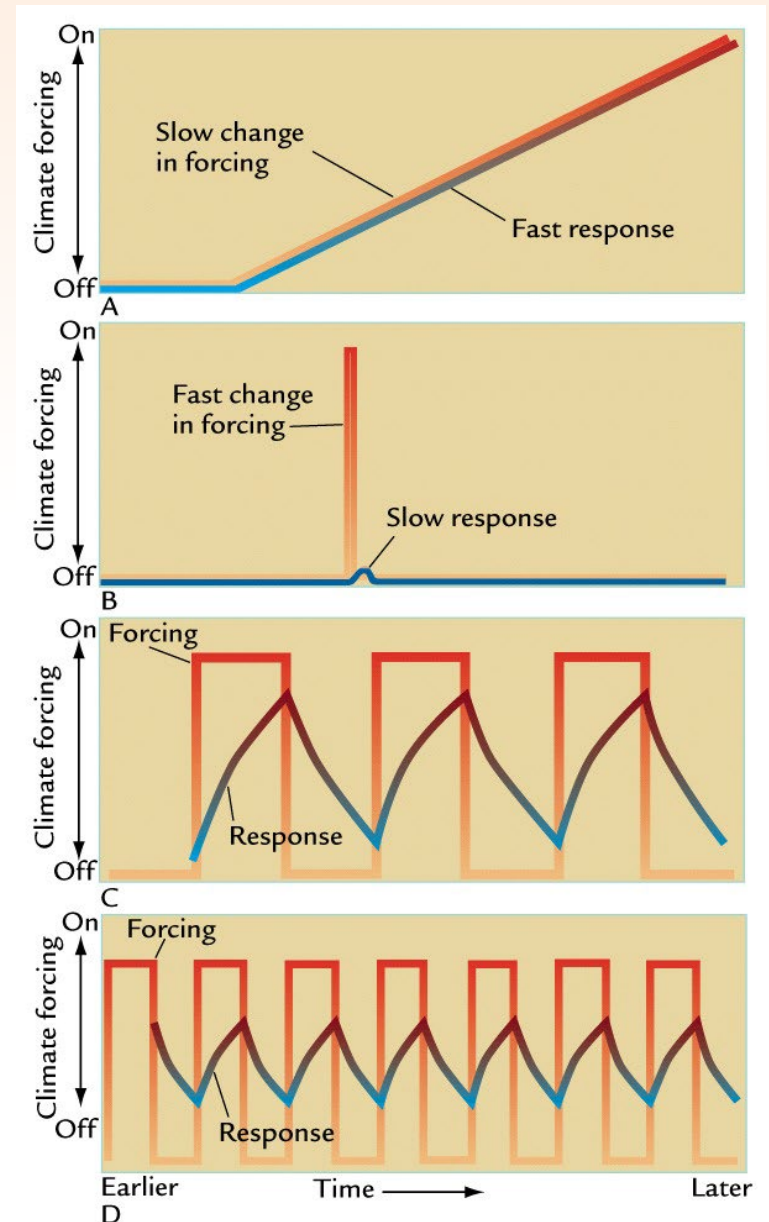 On
Climate forcing
Slow change
in forcing
Fast response
Off
A
On
Climate forcing
Fast change
in forcing
Slow response
Off
B
On
Forcing
Climate forcing
Response
Off
C
On
Forcing
Climate forcing
Off
Response
Earlier Time Later
D